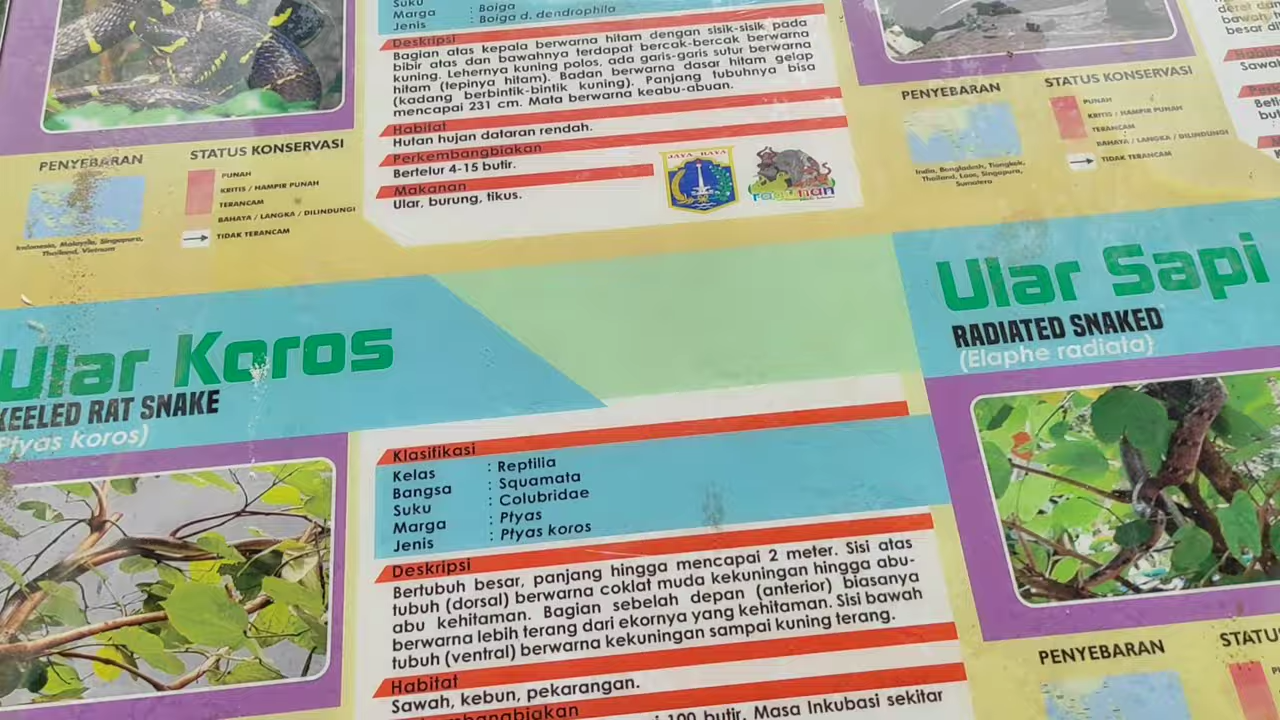 Suku
Marga : Boiga
Jenis : Boiga d. dendrophila
Deskripsi
Bagian atas kepala berwarna hitam dengan sisik-sisik pada
bibir atas dan bawahnya terdapat bercak-bercak berwarna
kuning. Lehernya kuning polos, ada garis-garis sutur berwarna
hitam (tepinya hitam). Badan berwarna dasar hitam gelap
(kadang berbintik-bintik kuning). Panjang tubuhnya bisa
mencapai 231 cm. Mata berwarna keabu-abuan.
Habitat
Hutan hujan dataran rendah.
Perkembangbiakan
Bertelur 4-15 butir.
Makanan
Ular, burung, tikus.
JAYA RAYA
PENYEBARAN
Indonesia, Malaysia, Singapura,
Thailand, Vietnam
STATUS KONSERVASI
PUNAH
KRITIS / HAMPIR PUNAH
TERANCAM
BAHAYA / LANGKA / DILINDUNGI
TIDAK TERANCAM
PENYEBARAN
India, Bangladesh, Tiongkok,
Thailand, Laos, Singapura,
Sumatera
STATUS KONSERVASI
PUNAH
KRITIS / HAMPIR PUNAH
TERANCAM
BAHAYA / LANGKA / DILINDUNGI
TIDAK TERANCAM
Ular Koros
KEELED RAT SNAKE
Ptyas koros)
Klasifikasi
Kelas : Reptilia
Bangsa : Squamata
Suku : Colubridae
Marga : Ptyas
Jenis : Ptyas koros
Deskripsi
Bertubuh besar, panjang hingga mencapai 2 meter. Sisi atas
tubuh (dorsal) berwarna coklat muda kekuningan hingga abu-
abu kehitaman. Bagian sebelah depan (anterior) biasanya
berwarna lebih terang dari ekornya yang kehitaman. Sisi bawah
tubuh (ventral) berwarna kekuningan sampai kuning terang.
Habitat
Sawah, kebun, pekarangan.
100 butir. Masa Inkubasi sekitar
Ular Sapi
RADIATED SNAKED
(Elaphe radiata)
PENYEBARAN